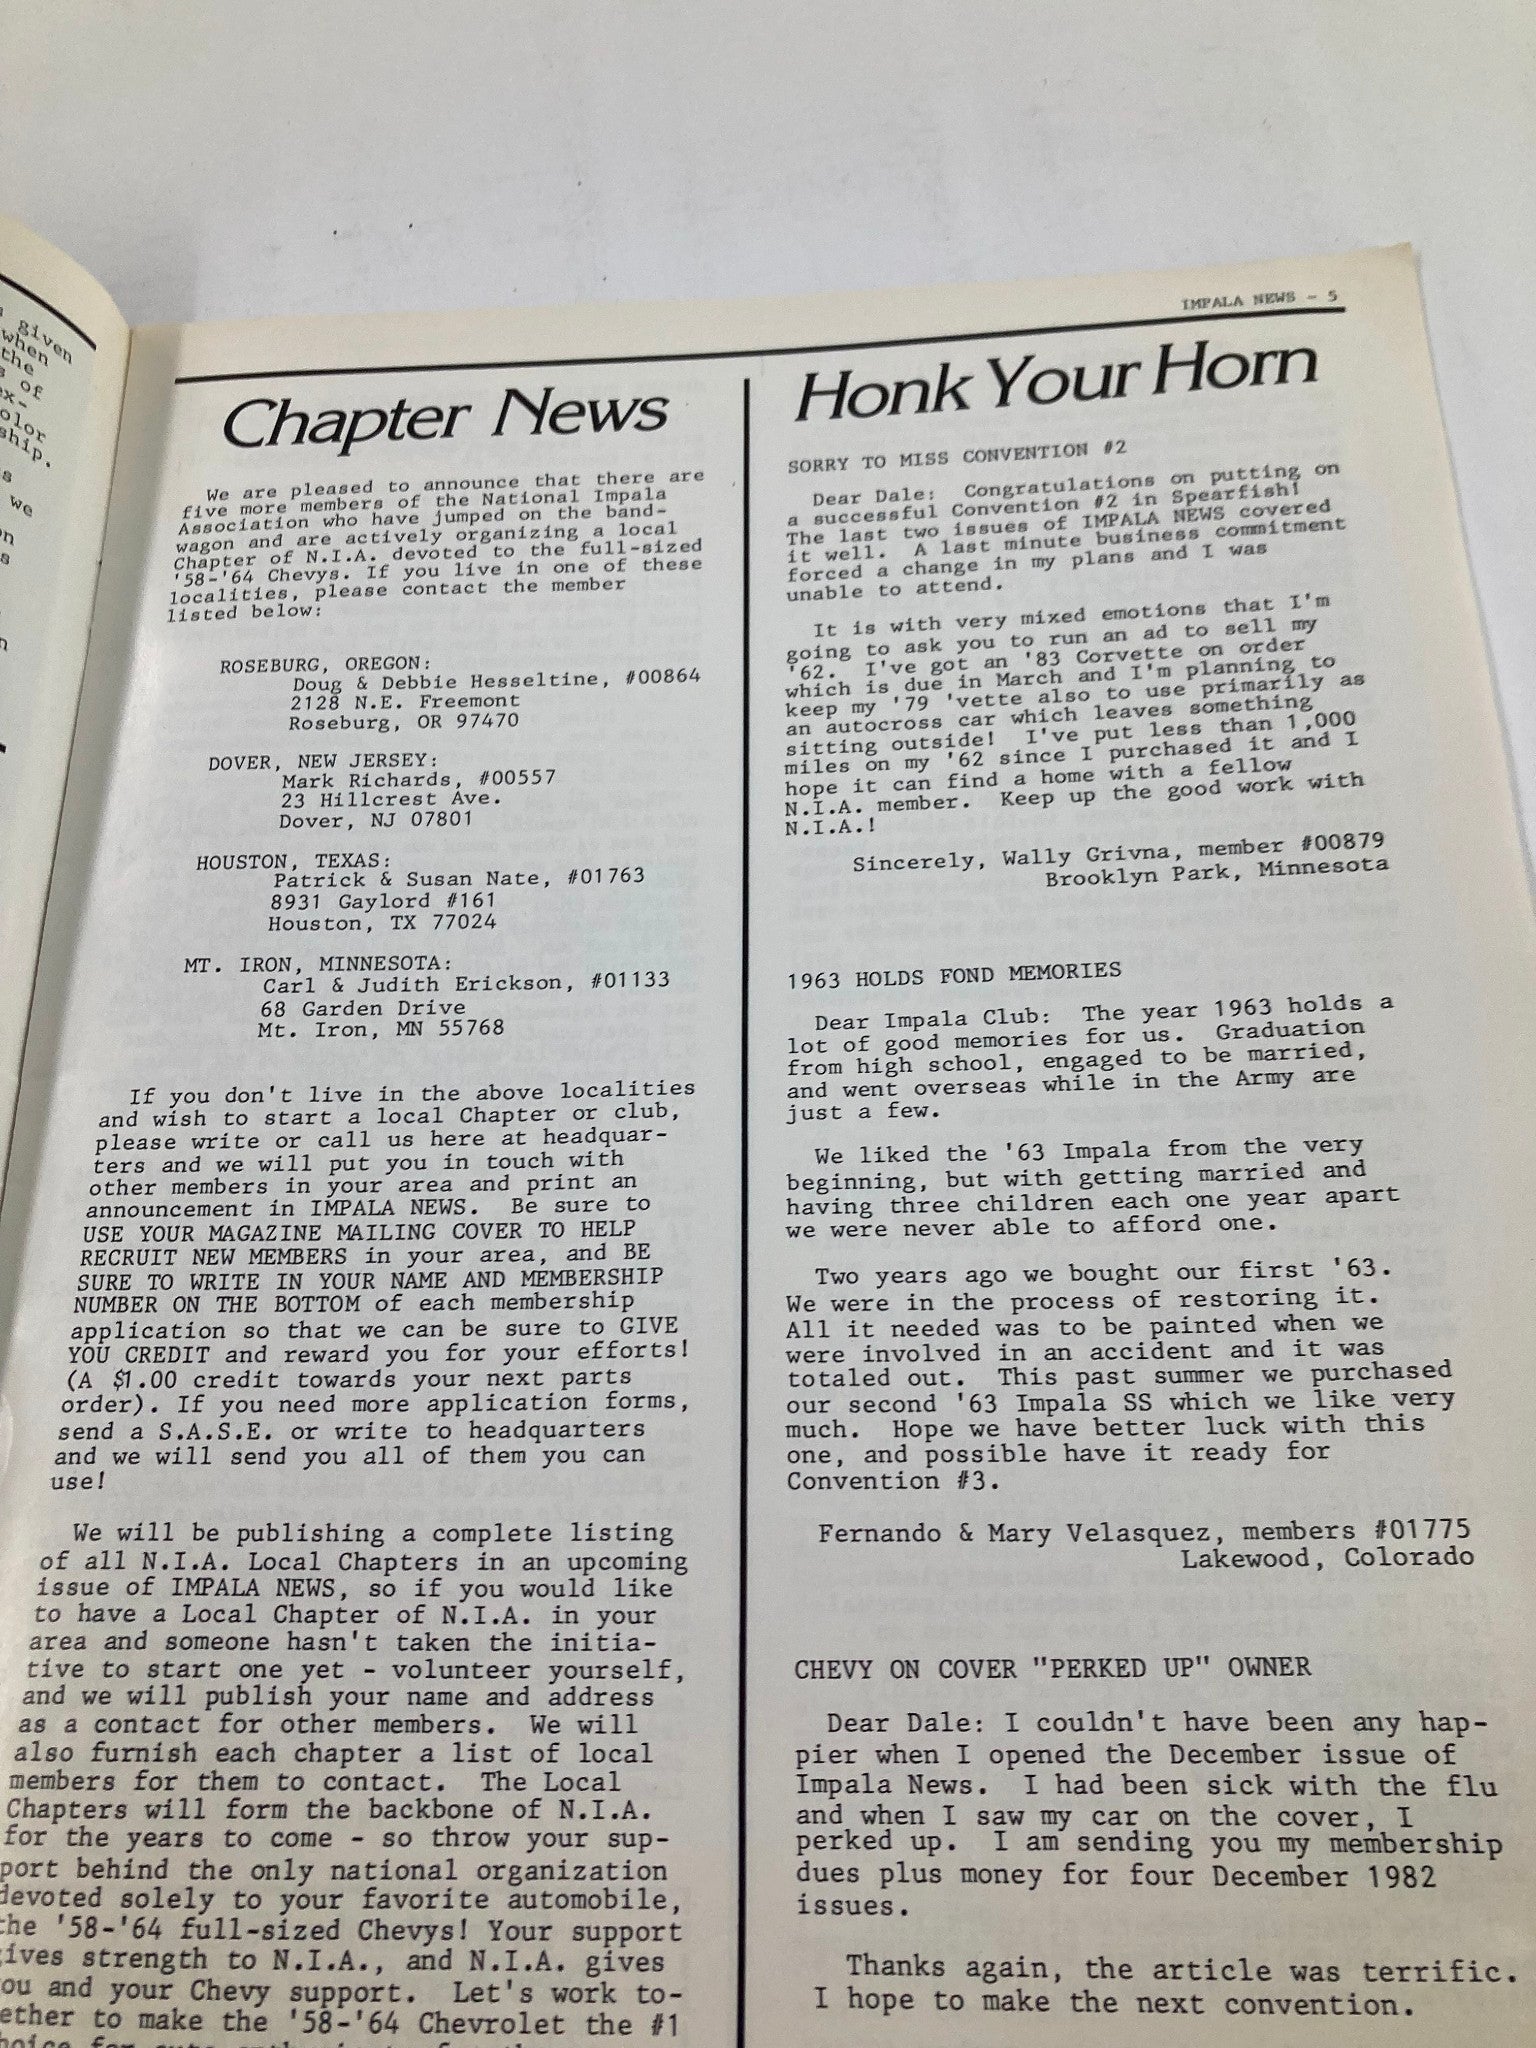 given
when
the
s of
ex-
olor
ship.
s
we
on
s
n
IMPALA NEWS - 5
Chapter News
We are pleased to announce that there are
five more members of the National Impala
Association who have jumped on the band-
wagon and are actively organizing a local
Chapter of N.I.A. devoted to the full-sized
'58-'64 Chevys. If you live in one of these
localities, please contact the member
listed below:
ROSEBURG, OREGON:
Doug & Debbie Hesseltine, #00864
2128 N.E. Freemont
Roseburg, OR 97470
DOVER, NEW JERSEY:
Mark Richards, #00557
23 Hillcrest Ave.
Dover, NJ 07801
HOUSTON, TEXAS:
Patrick & Susan Nate, #01763
8931 Gaylord #161
Houston, TX 77024
MT. IRON, MINNESOTA:
Carl & Judith Erickson, #01133
68 Garden Drive
Mt. Iron, MN 55768
If you don't live in the above localities
and wish to start a local Chapter or club,
please write or call us here at headquar-
ters and we will put you in touch with
other members in your area and print an
announcement in IMPALA NEWS. Be sure to
USE YOUR MAGAZINE MAILING COVER TO HELP
RECRUIT NEW MEMBERS in your area, and BE
SURE TO WRITE IN YOUR NAME AND MEMBERSHIP
NUMBER ON THE BOTTOM of each membership
application so that we can be sure to GIVE
YOU CREDIT and reward you for your efforts!
(A $1.00 credit towards your next parts
order). If you need more application forms,
send a S.A.S.E. or write to headquarters
and we will send you all of them you can
use!
We will be publishing a complete listing
of all N.I.A. Local Chapters in an upcoming
issue of IMPALA NEWS, so if you would like
to have a Local Chapter of N.I.A. in your
area and someone hasn't taken the initia-
tive to start one yet - volunteer yourself,
and we will publish your name and address
as a contact for other members. We will
also furnish each chapter a list of local
members for them to contact. The Local
Chapters will form the backbone of N.I.A.
for the years to come - so throw your sup-
port behind the only national organization
devoted solely to your favorite automobile,
the '58-'64 full-sized Chevys! Your support
gives strength to N.I.A., and N.I.A. gives
you and your Chevy support. Let's work to-
ether to make the '58-'64 Chevrolet the #1
Honk Your Horn
SORRY TO MISS CONVENTION #2
Dear Dale: Congratulations on putting on
a successful Convention #2 in Spearfish!
The last two issues of IMPALA NEWS covered
it well. A last minute business commitment
forced a change in my plans and I was
unable to attend.
It is with very mixed emotions that I'm
going to ask you to run an ad to sell my
'62. I've got an '83 Corvette on order
which is due in March and I'm planning to
keep my '79 'vette also to use primarily as
an autocross car which leaves something
sitting outside! I've put less than 1,000
miles on my '62 since I purchased it and I
hope it can find a home with a fellow
N.I.A. member. Keep up the good work with
N.I.A.!
Sincerely, Wally Grivna, member #00879
Brooklyn Park, Minnesota
1963 HOLDS FOND MEMORIES
Dear Impala Club: The year 1963 holds a
lot of good memories for us. Graduation
from high school, engaged to be married,
and went overseas while in the Army are
just a few.
We liked the '63 Impala from the very
beginning, but with getting married and
having three children each one year apart
we were never able to afford one.
Two years ago we bought our first '63.
We were in the process of restoring it.
All it needed was to be painted when we
were involved in an accident and it was
totaled out. This past summer we purchased
our second '63 Impala SS which we like very
much. Hope we have better luck with this
one, and possible have it ready for
Convention #3.
Fernando & Mary Velasquez, members #01775
Lakewood, Colorado
CHEVY ON COVER "PERKED UP" OWNER
Dear Dale: I couldn't have been any hap-
pier when I opened the December issue of
Impala News. I had been sick with the flu
and when I saw my car on the cover, I
perked up. I am sending you my membership
dues plus money for four December 1982
issues.
Thanks again, the article was terrific.
I hope to make the next convention.